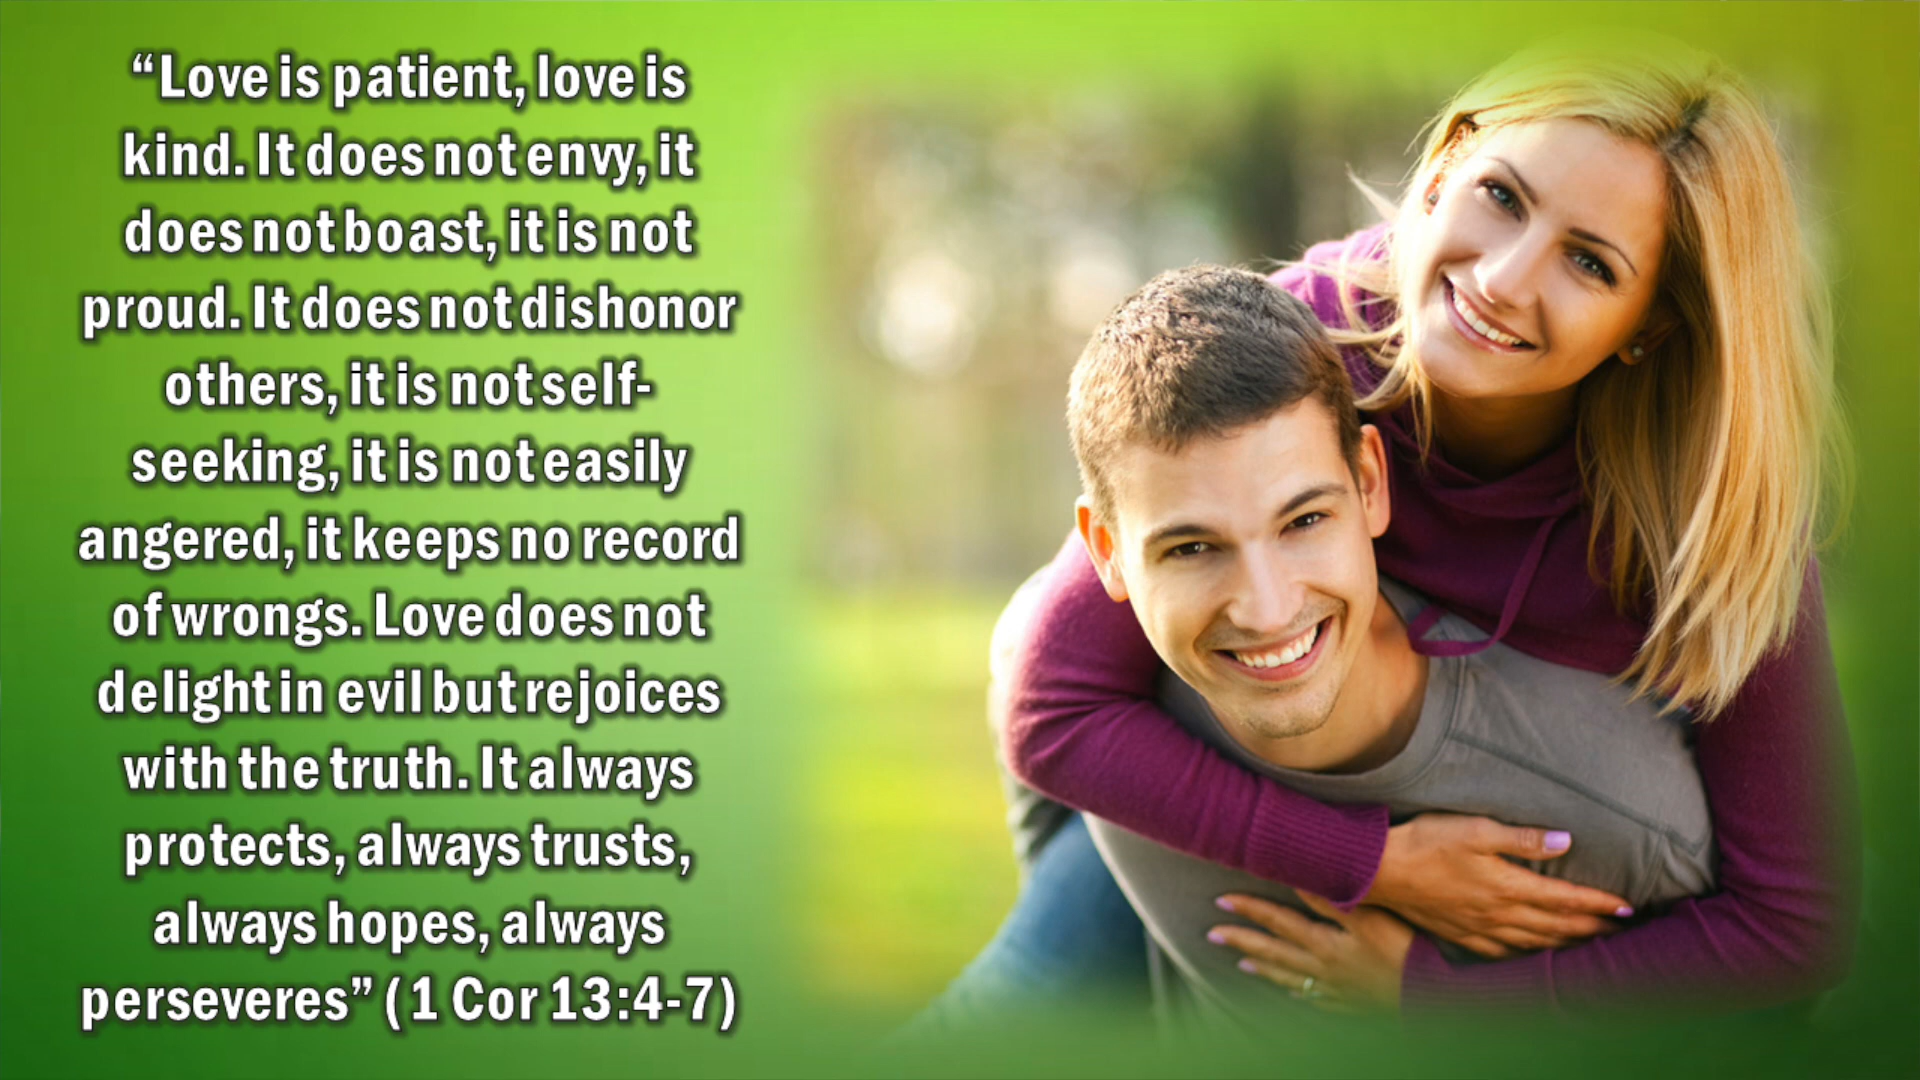 “Love is patient, love is
kind. It does not envy, it
does not boast, it is not
proud. It does not dishonor
others, it is not self-
seeking, it is not easily
angered, it keeps no record
of wrongs. Love does not
delight in evil but rejoices
with the truth. It always
protects, always trusts,
always hopes, always
perseveres” (1 Cor 13:4-7)